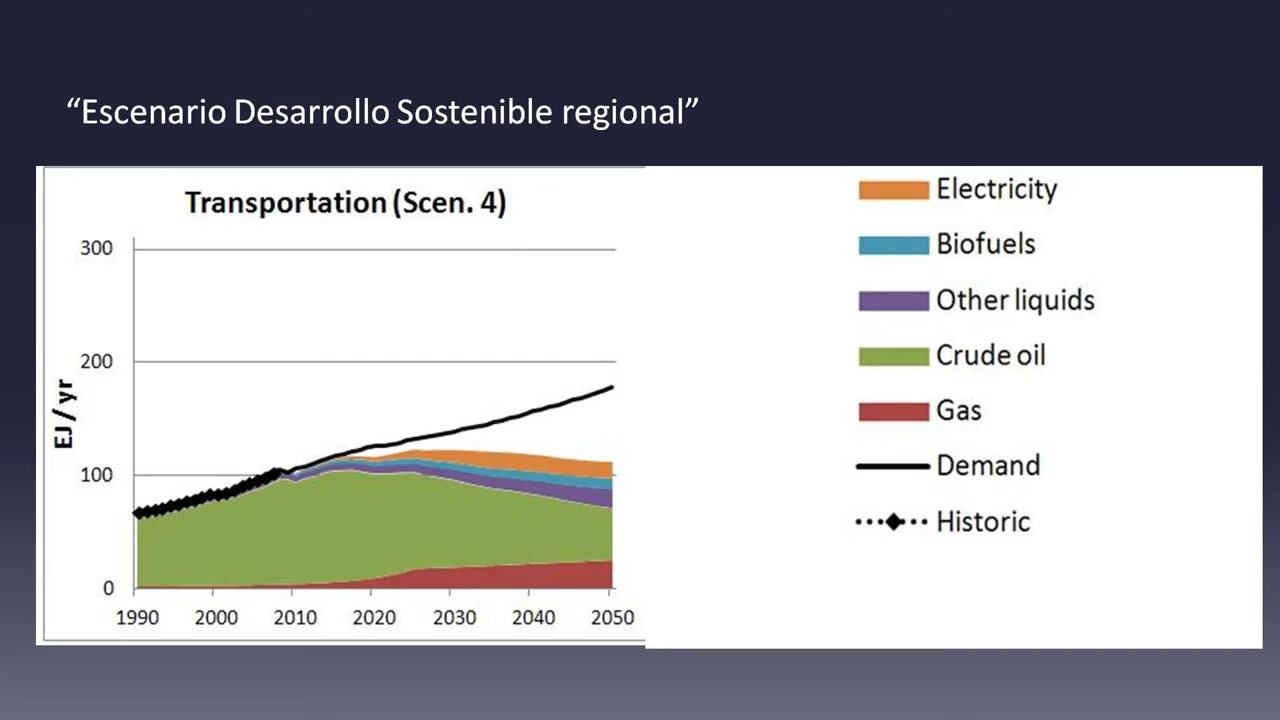 “Escenario Desarrollo Sostenible regional”
Transportation (Scen. 4)
EJ / yr
300
200
100
0
1990 2000 2010 2020 2030 2040 2050
Electricity
Biofuels
Other liquids
Crude oil
Gas
Demand
Historic